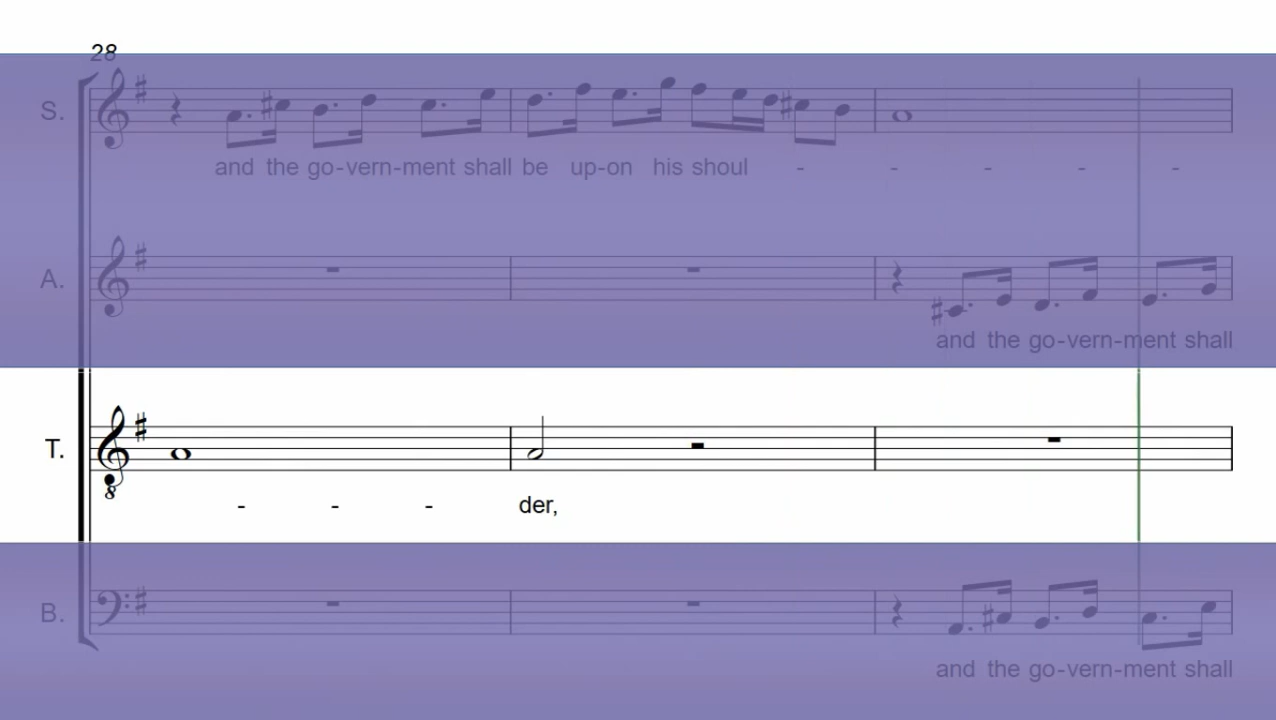 28
S.
and the go-vern-ment shall be up-on his shoul - - - - -
A.
and the go-vern-ment shall
T.
8
- - - der,
B.
and the go-vern-ment shall